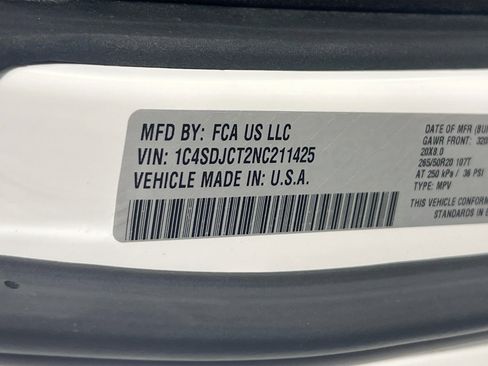 MFD BY: FCA US LLC
VIN: 1C4SDJCT2NC211425
VEHICLE MADE IN: U.S.A.
DATE OF MFR
GAWR FRONT:
20X8.0
265/50R20 107T
AT 250 kPa / 36 PSI
TYPE: MPV
THIS VEHICLE
STANDARDS IN